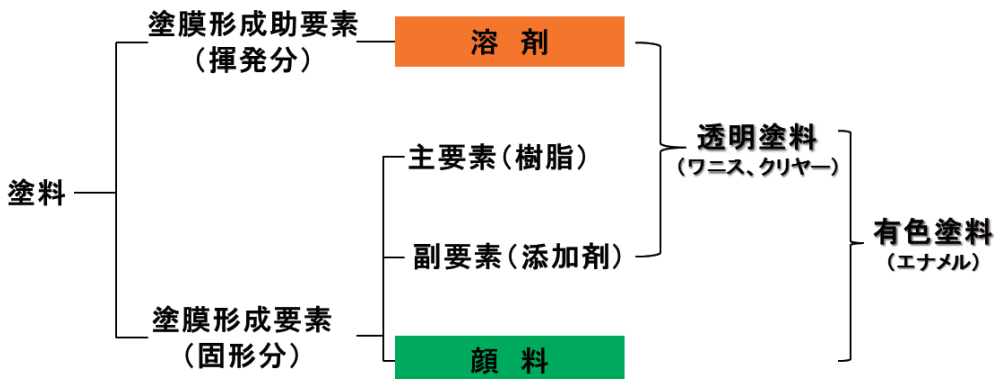 塗膜形成助要素
（揮発分）
溶 剤
主要素（樹脂）
透明塗料
（ワニス、クリヤー）
塗料
副要素（添加剤）
有色塗料
（エナメル）
塗膜形成要素
（固形分）
顔 料